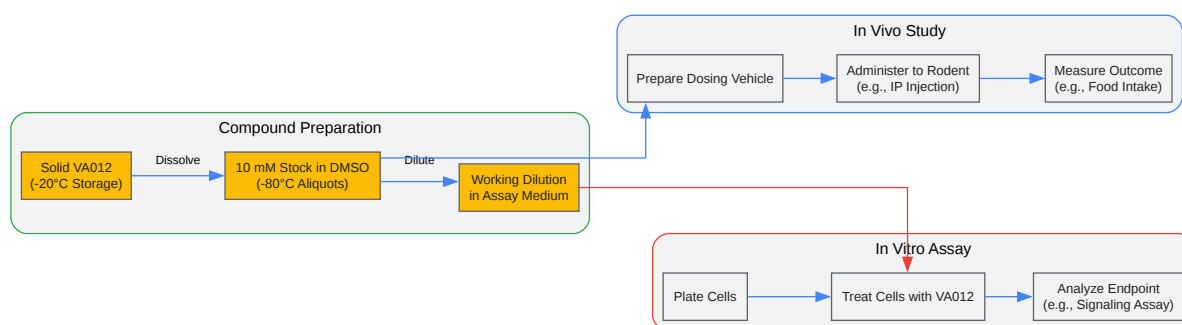 In Vivo Study
Prepare Dosing Vehicle
Administer to Rodent
(e.g., IP Injection)
Measure Outcome
(e.g., Food Intake)
Compound Preparation
Solid VA012
(-20°C Storage)
Dissolve
10 mM Stock in DMSO
(-80°C Aliquots)
Dilute
Working Dilution
in Assay Medium
In Vitro Assay
Plate Cells
Treat Cells with VA012
Analyze Endpoint
(e.g., Signaling Assay)